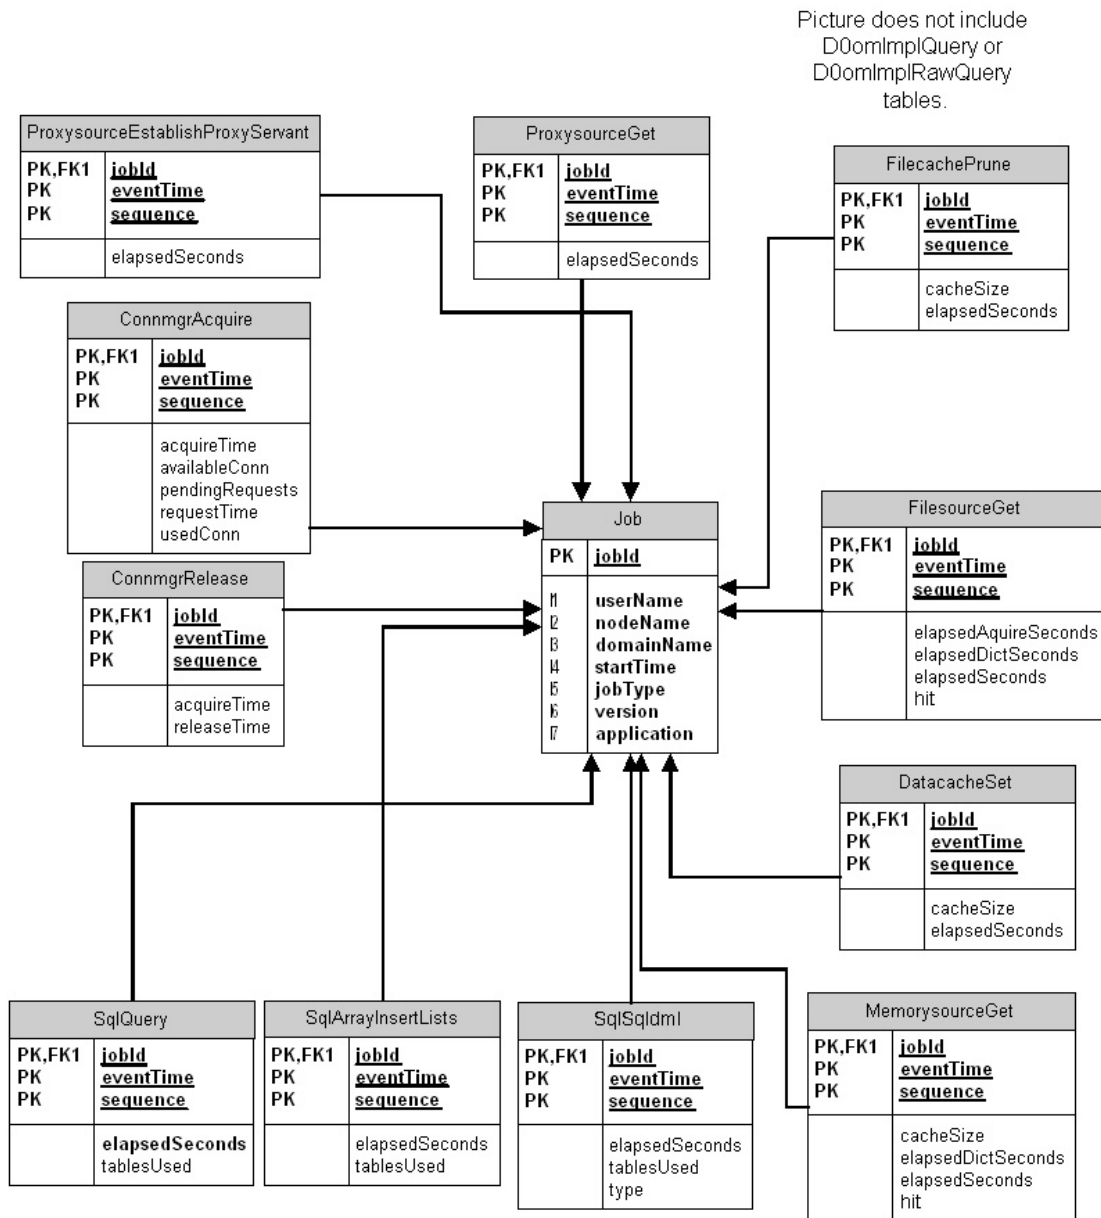 Picture does not include
D0omImplQuery or
D0omImplRawQuery
tables.
ProxysourceEstablishProxyServant
PK,FK1 jobId
PK eventTime
PK sequence
elapsedSeconds
ProxysourceGet
PK,FK1 jobId
PK eventTime
PK sequence
elapsedSeconds
FilecachePrune
PK,FK1 jobId
PK eventTime
PK sequence
cacheSize
elapsedSeconds
ConnmgrAcquire
PK,FK1 jobId
PK eventTime
PK sequence
acquireTime
availableConn
pendingRequests
requestTime
usedConn
Job
PK jobId
I1 userName
I2 nodeName
I3 domainName
I4 startTime
I5 jobType
I6 version
I7 application
FilesourceGet
PK,FK1 jobId
PK eventTime
PK sequence
elapsedAquireSeconds
elapsedDictSeconds
elapsedSeconds
hit
ConnmgrRelease
PK,FK1 jobId
PK eventTime
PK sequence
acquireTime
releaseTime
DatacacheSet
PK,FK1 jobId
PK eventTime
PK sequence
cacheSize
elapsedSeconds
SqlQuery
PK,FK1 jobId
PK eventTime
PK sequence
elapsedSeconds
tablesUsed
SqlArrayInsertLists
PK,FK1 jobId
PK eventTime
PK sequence
elapsedSeconds
tablesUsed
SqlSqldml
PK,FK1 jobId
PK eventTime
PK sequence
elapsedSeconds
tablesUsed
type
MemorysourceGet
PK,FK1 jobId
PK eventTime
PK sequence
cacheSize
elapsedDictSeconds
elapsedSeconds
hit